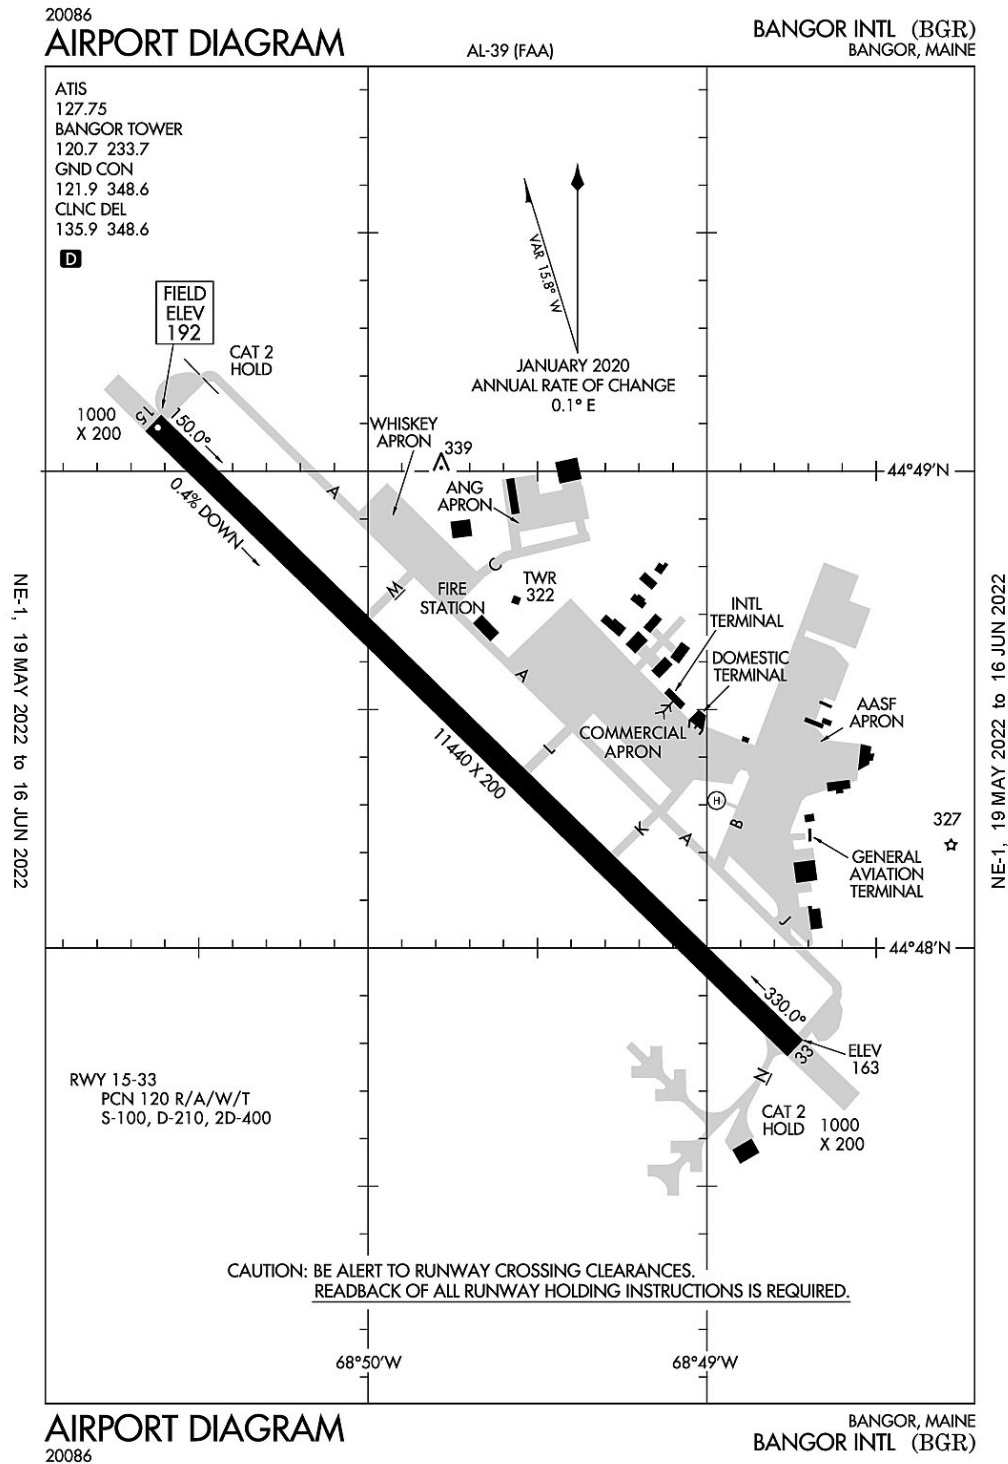 20086
AIRPORT DIAGRAM
AL-39 (FAA)
BANGOR INTL (BGR)
BANGOR, MAINE
ATIS
127.75
BANGOR TOWER
120.7 233.7
GND CON
121.9 348.6
CLNC DEL
135.9 348.6
D
VAR 15.8° W
JANUARY 2020
ANNUAL RATE OF CHANGE
0.1° E
FIELD
ELEV
192
CAT 2
HOLD
1000
X 200
15
150.0°
0.4% DOWN
A
WHISKEY
APRON
339
ANG
APRON
44°49'N
C
M
TWR
322
FIRE
STATION
INTL
TERMINAL
DOMESTIC
TERMINAL
A
AASF
APRON
COMMERCIAL
APRON
L
11440 X 200
H
K
A
B
327
GENERAL
AVIATION
TERMINAL
J
44°48'N
330.0°
33
ELEV
163
N
CAT 2
HOLD
1000
X 200
RWY 15-33
PCN 120 R/A/W/T
S-100, D-210, 2D-400
CAUTION: BE ALERT TO RUNWAY CROSSING CLEARANCES.
READBACK OF ALL RUNWAY HOLDING INSTRUCTIONS IS REQUIRED.
68°50'W
68°49'W
NE-1, 19 MAY 2022 to 16 JUN 2022
NE-1, 19 MAY 2022 to 16 JUN 2022
AIRPORT DIAGRAM
20086
BANGOR, MAINE
BANGOR INTL (BGR)